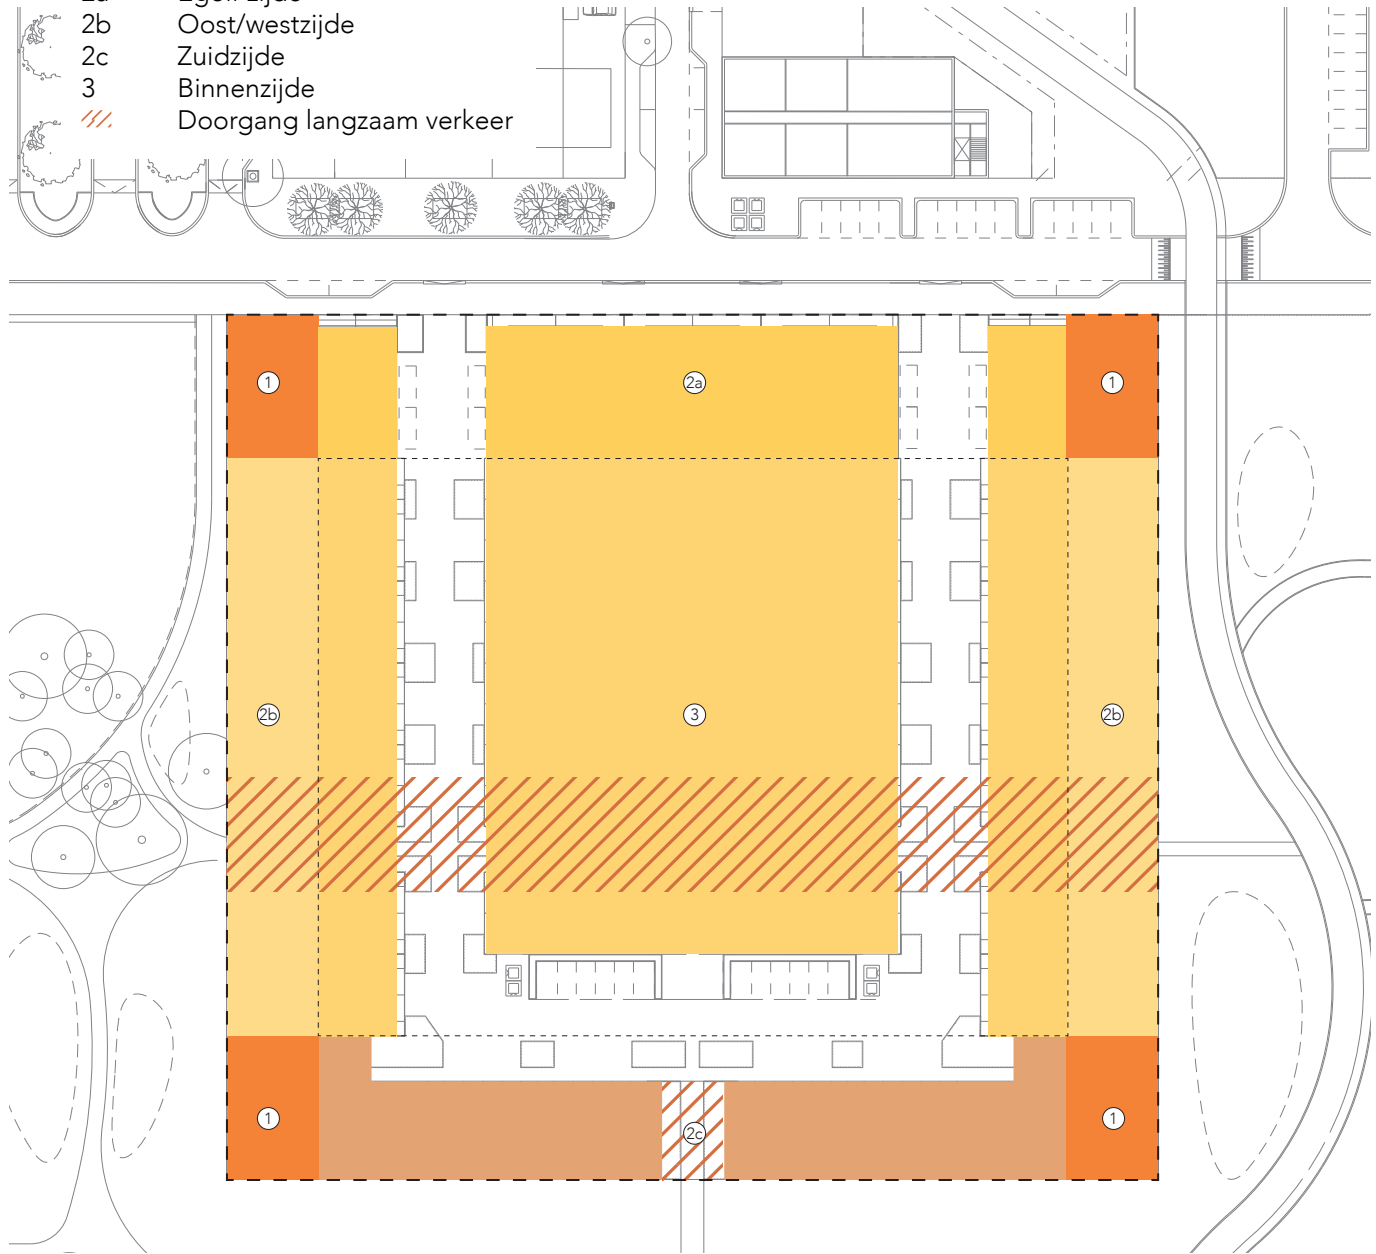 2b Oost/westzijde
2c Zuidzijde
3 Binnenzijde
Doorgang langzaam verkeer
1
2a
1
2b
3
2b
1
2c
1